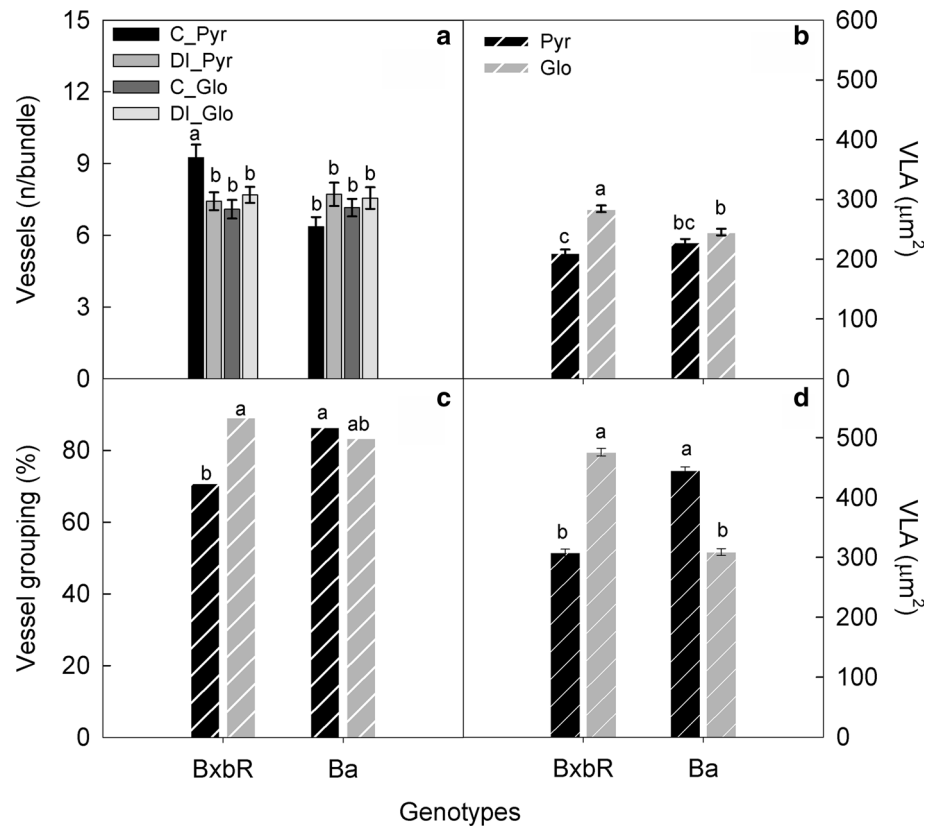 a
C_Pyr
DI_Pyr
C_Glo
DI_Glo
15
12
9
6
3
0
Vessels (n/bundle)
a
b
b
b
b
b
b
b
b
Pyr
Glo
c
a
bc
b
600
500
400
300
200
100
0
VLA (μm²)
c
80
60
40
20
0
Vessel grouping (%)
b
a
a
ab
BxbR
Ba
d
b
a
a
b
500
400
300
200
100
0
VLA (μm²)
BxbR
Ba
Genotypes